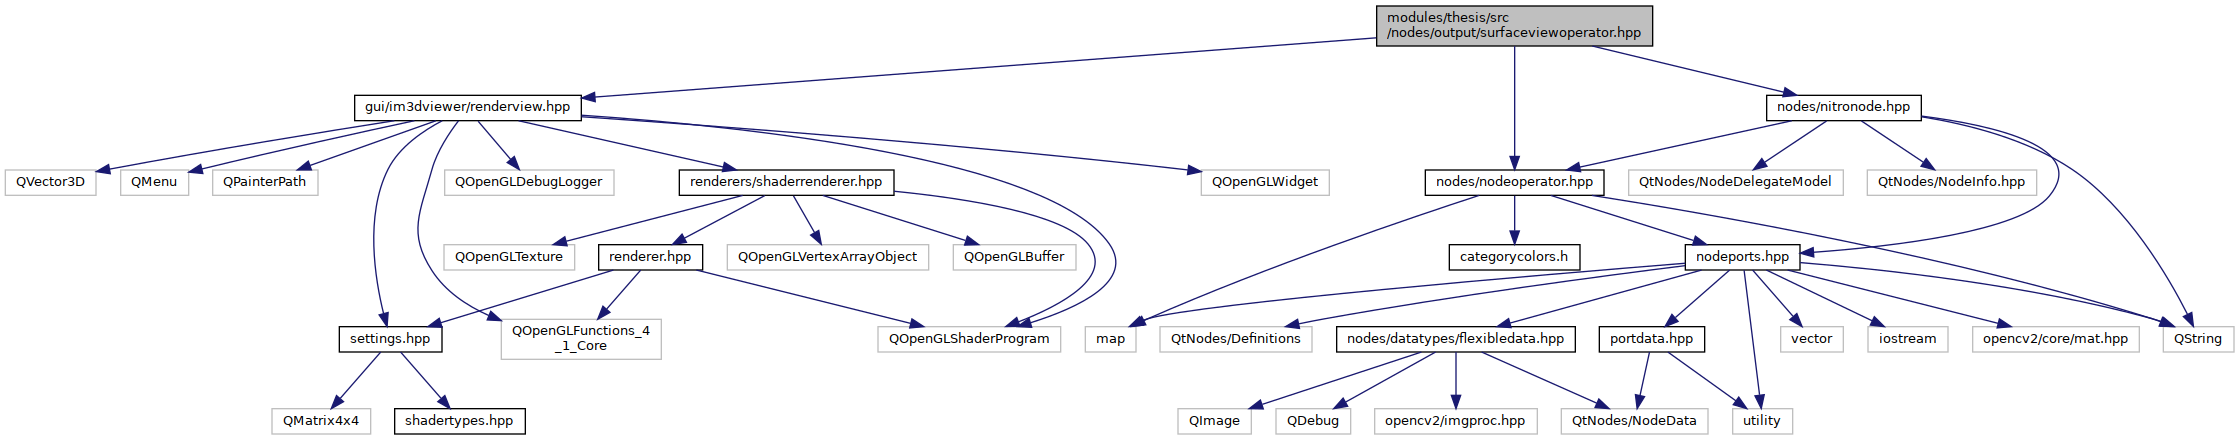 modules/thesis/src
/nodes/output/surfaceviewoperator.hpp
gui/im3dviewer/renderview.hpp
nodes/nitronode.hpp
QVector3D
QMenu
QPainterPath
QOpenGLDebugLogger
renderers/shaderrenderer.hpp
QOpenGLWidget
nodes/nodeoperator.hpp
QtNodes/NodeDelegateModel
QtNodes/NodeInfo.hpp
QOpenGLTexture
renderer.hpp
QOpenGLVertexArrayObject
QOpenGLBuffer
categorycolors.h
nodeports.hpp
settings.hpp
QOpenGLFunctions_4
_1_Core
QOpenGLShaderProgram
map
QtNodes/Definitions
nodes/datatypes/flexibledata.hpp
portdata.hpp
vector
iostream
opencv2/core/mat.hpp
QString
QMatrix4x4
shadertypes.hpp
QImage
QDebug
opencv2/imgproc.hpp
QtNodes/NodeData
utility